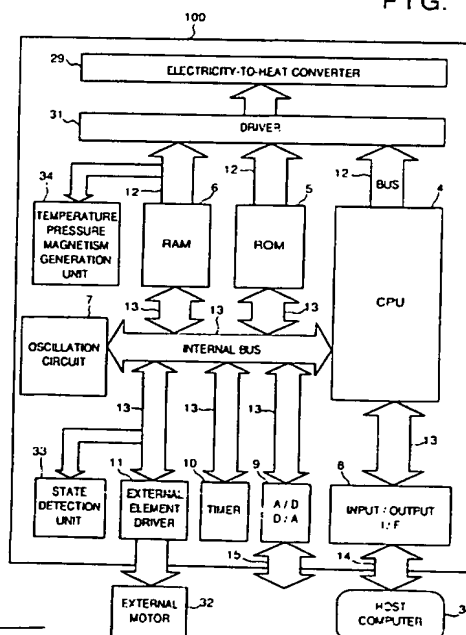 FIG.
100
29
ELECTRICITY-TO-HEAT CONVERTER
31
DRIVER
34
12
6
12
5
12
BUS
4
TEMPERATURE
PRESSURE
MAGNETISM
GENERATION
UNIT
RAM
ROM
CPU
7
13
13
13
OSCILLATION
CIRCUIT
INTERNAL BUS
13
13
13
13
33
11
10
9
8
STATE
DETECTION
UNIT
EXTERNAL
ELEMENT
DRIVER
TIMER
A/D
D/A
INPUT/OUTPUT
I/F
15
14
EXTERNAL
MOTOR
32
HOST
COMPUTER